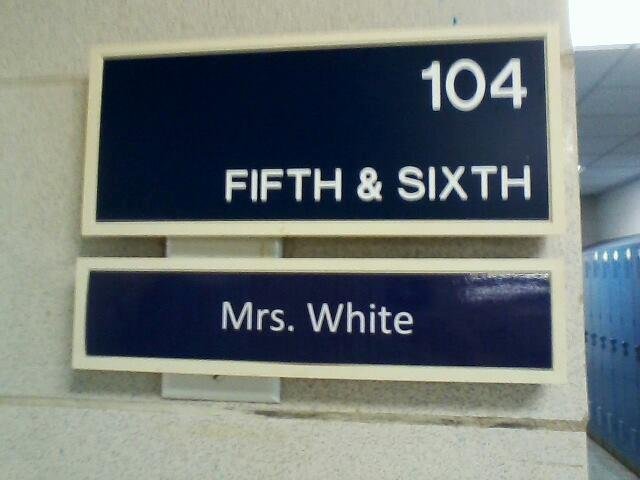 104
FIFTH & SIXTH
Mrs. White